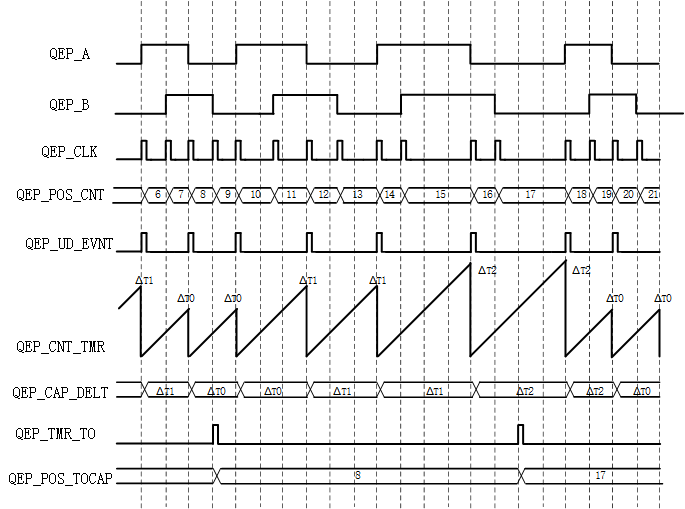 QEP_A
QEP_B
QEP_CLK
QEP_POS_CNT 6 7 8 9 10 11 12 13 14 15 16 17 18 19 20 21
QEP_UD_EVNT
ΔT1 ΔT0 ΔT0 ΔT1 ΔT1 ΔT2 ΔT2 ΔT0 ΔT0
QEP_CNT_TMR
QEP_CAP_DELT ΔT1 ΔT0 ΔT0 ΔT1 ΔT1 ΔT2 ΔT2 ΔT0
QEP_TMR_TO
QEP_POS_TOCAP 8 17